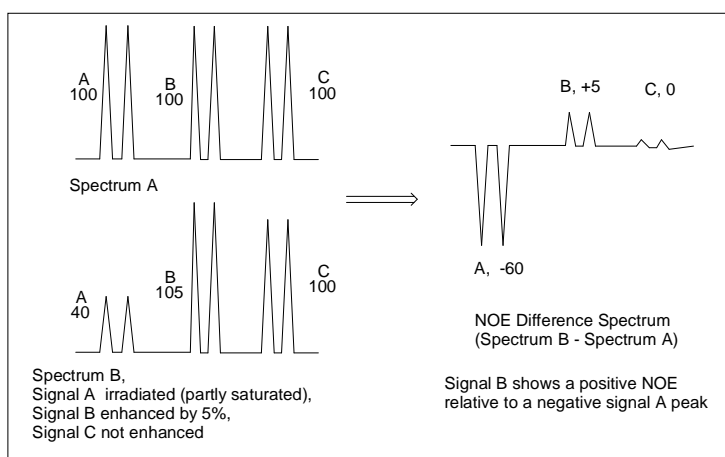 A
100
B
100
C
100
Spectrum A
A
40
B
105
C
100
Spectrum B,
Signal A irradiated (partly saturated),
Signal B enhanced by 5%,
Signal C not enhanced
B, +5
C, 0
A, -60
NOE Difference Spectrum
(Spectrum B - Spectrum A)
Signal B shows a positive NOE
relative to a negative signal A peak